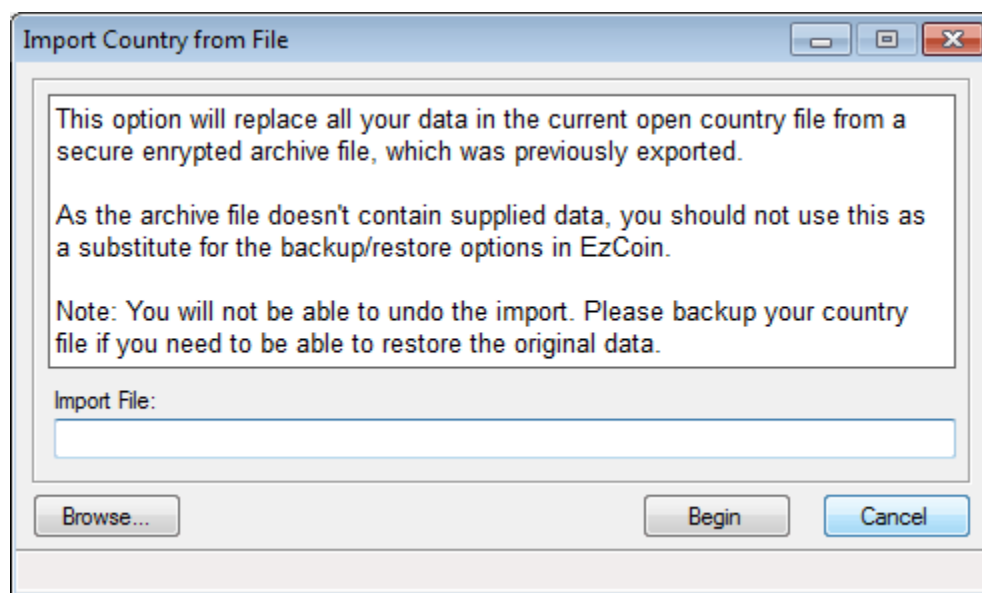 Import Country from File
This option will replace all your data in the current open country file from a
secure enrypted archive file, which was previously exported.
As the archive file doesn't contain supplied data, you should not use this as
a substitute for the backup/restore options in EzCoin.
Note: You will not be able to undo the import. Please backup your country
file if you need to be able to restore the original data.
Import File:
Browse...
Begin
Cancel